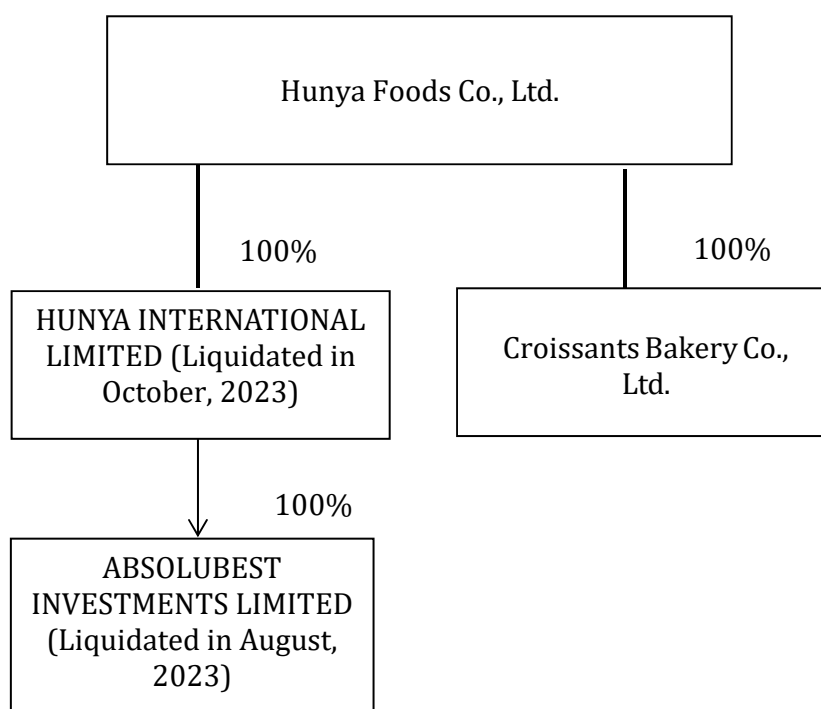 Hunya Foods Co., Ltd.
100%
100%
HUNYA INTERNATIONAL
LIMITED (Liquidated in
October, 2023)
Croissants Bakery Co.,
Ltd.
100%
ABSOLUBEST
INVESTMENTS LIMITED
(Liquidated in August,
2023)